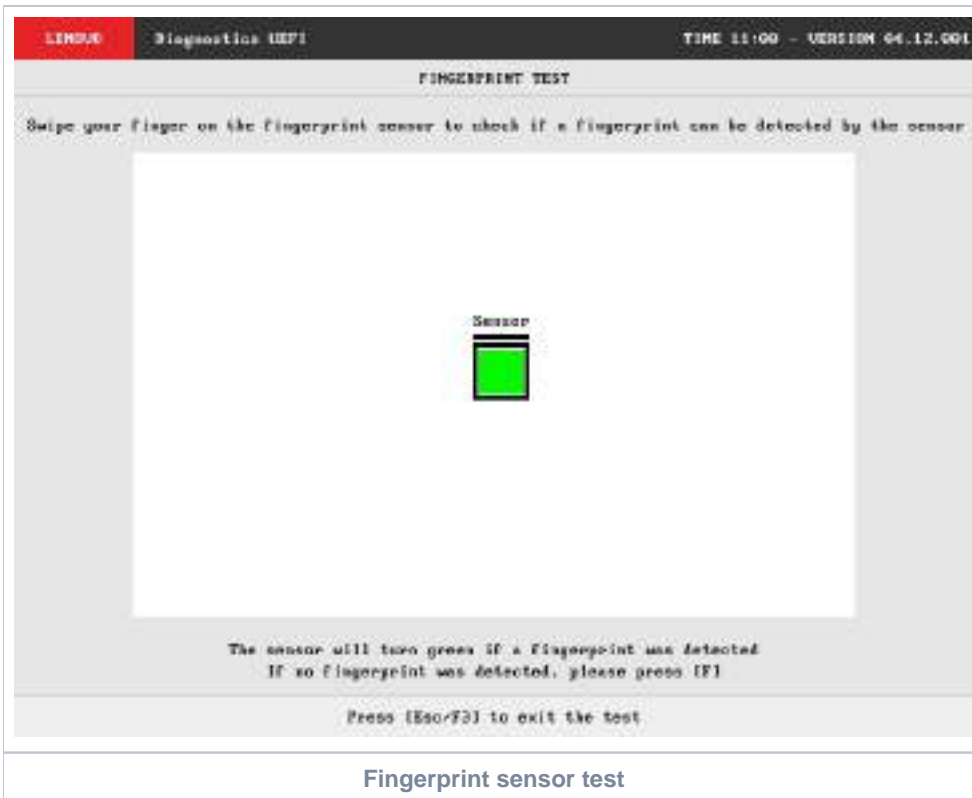 LENOVO Diagnostics UEFI TIME 11:00 - VERSION 04.12.001
FINGERPRINT TEST
Swipe your finger on the fingerprint sensor to check if a fingerprint can be detected by the sensor
Sensor
The sensor will turn green if a fingerprint was detected
If no fingerprint was detected, please press [F]
Press [Esc/F3] to exit the test
Fingerprint sensor test